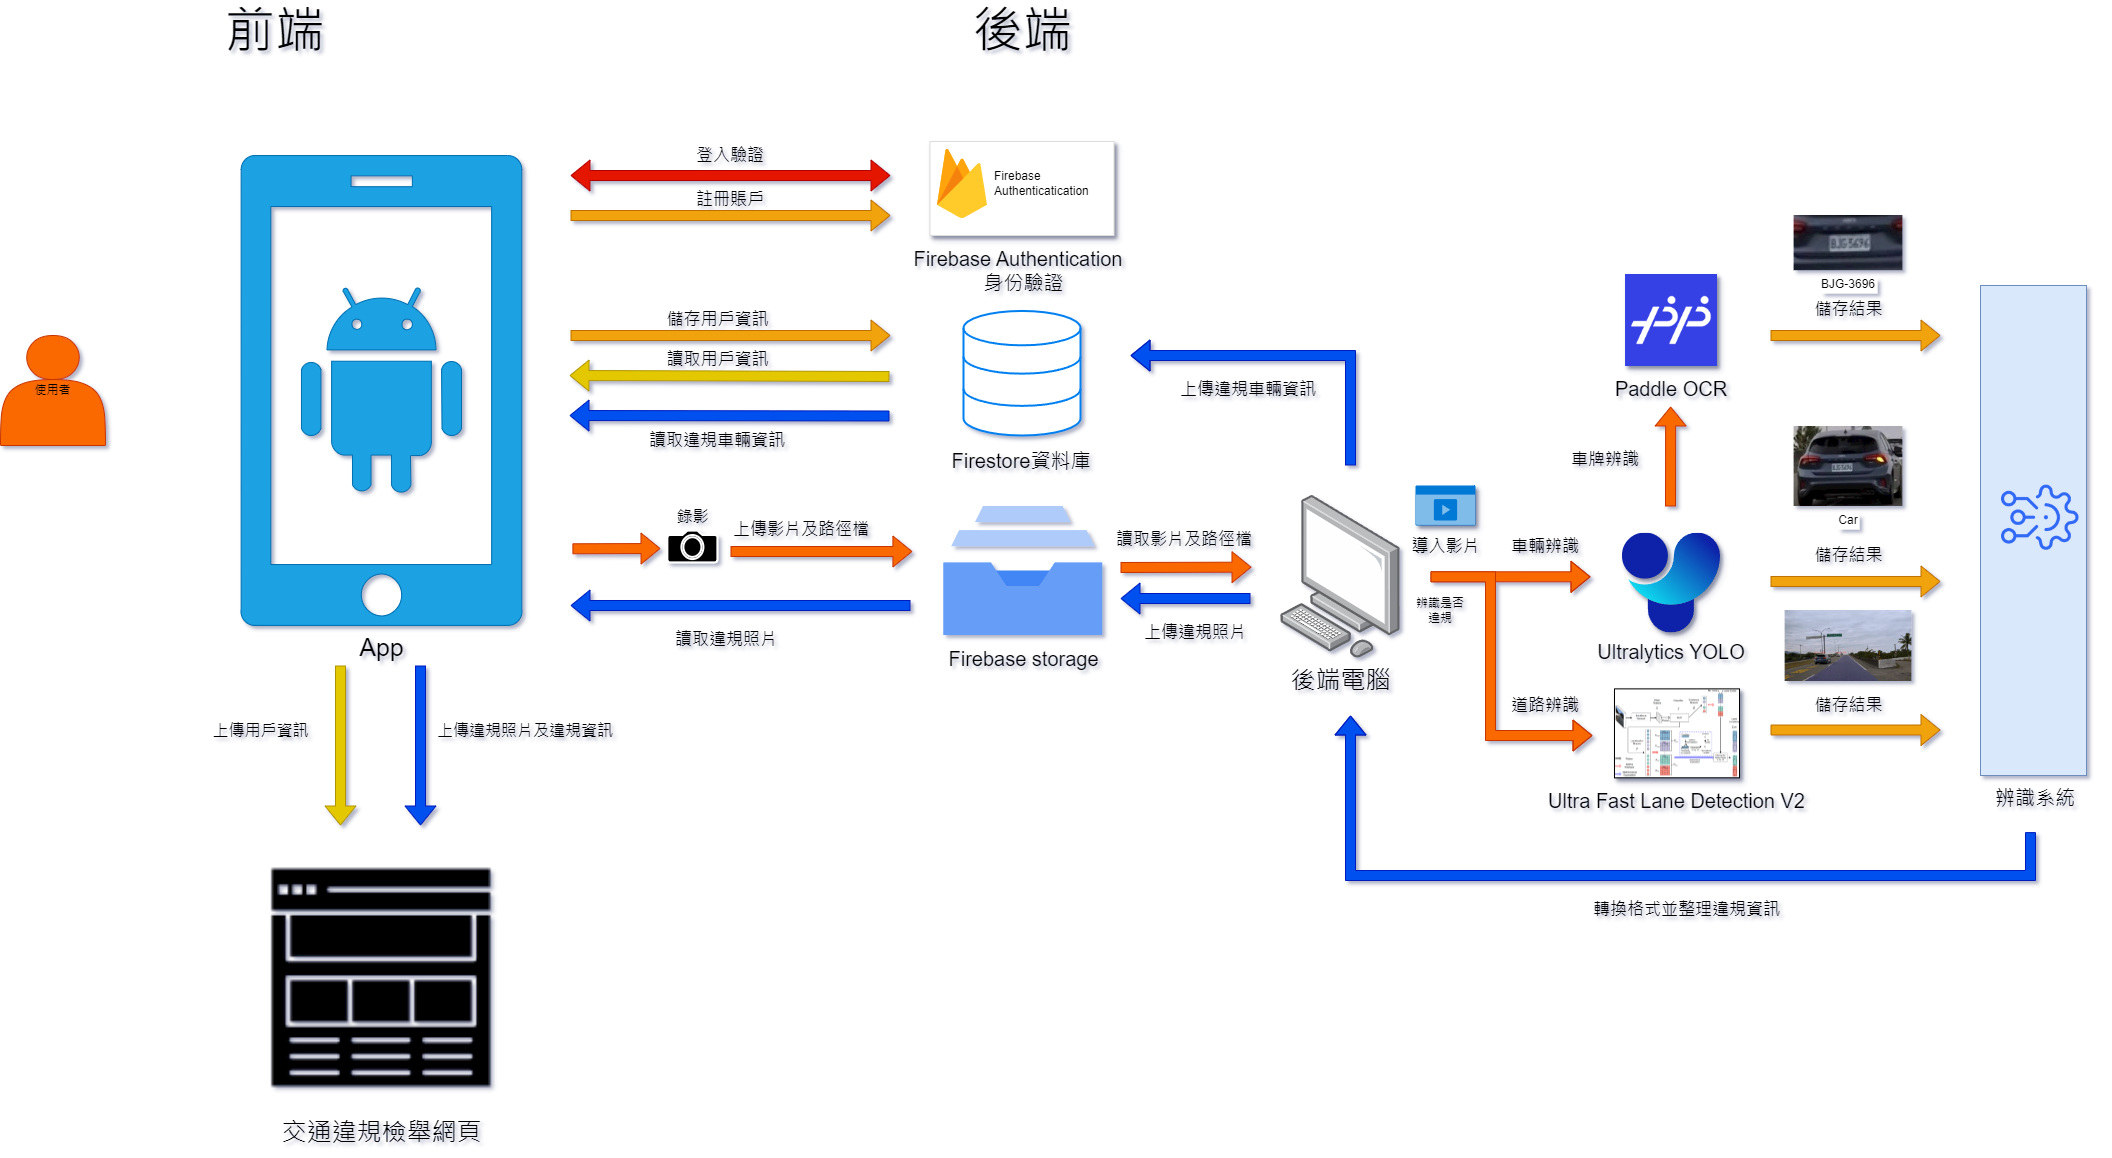 前端
後端
登入驗證
註冊賬戶
Firebase
Authenticatication
Firebase Authentication
身份驗證
使用者
儲存用戶資訊
讀取用戶資訊
讀取違規車輛資訊
Firestore資料庫
上傳違規車輛資訊
錄影
上傳影片及路徑檔
讀取違規照片
Firebase storage
讀取影片及路徑檔
上傳違規照片
後端電腦
導入影片
辨識是否
違規
車輛辨識
車牌辨識
道路辨識
Paddle OCR
Ultralytics YOLO
Ultra Fast Lane Detection V2
BJG-3696
儲存結果
Car
儲存結果
儲存結果
辨識系統
轉換格式並整理違規資訊
App
上傳用戶資訊
上傳違規照片及違規資訊
交通違規檢舉網頁